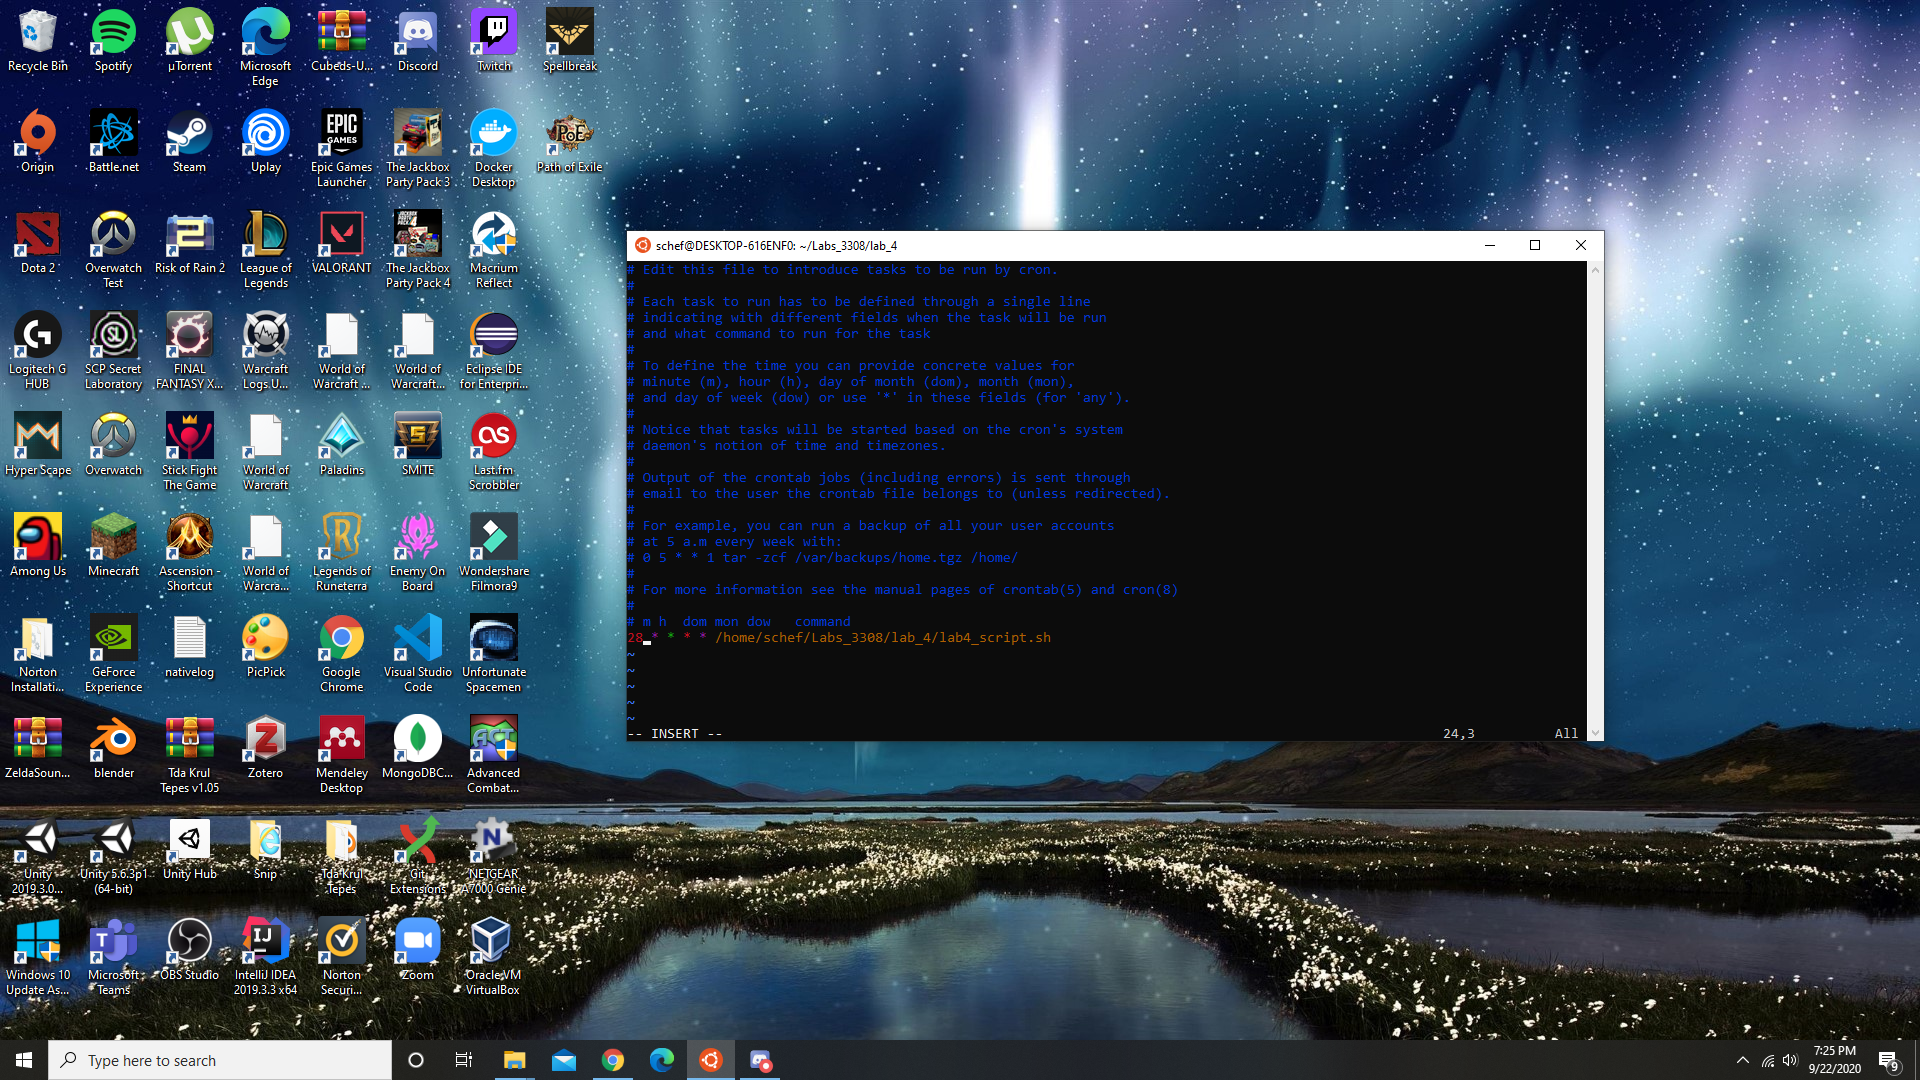 Recycle Bin
Spotify
µTorrent
Microsoft
Edge
Cubeds-U...
Discord
Twitch
Spellbreak
Origin
Battle.net
Steam
Uplay
EPIC
GAMES
Epic Games
Launcher
The Jackbox
Party Pack 3
Docker
Desktop
Path of Exile
Dota 2
Overwatch
Test
Risk of Rain 2
League of
Legends
VALORANT
The Jackbox
Party Pack 4
Macrium
Reflect
Logitech G
HUB
SCP Secret
Laboratory
FINAL
FANTASY X...
Warcraft
Logs U...
World of
Warcraft ...
World of
Warcraft...
Eclipse IDE
for Enterpri...
Hyper Scape
Overwatch
Stick Fight
The Game
World of
Warcraft
Paladins
SMITE
Last.fm
Scrobbler
Among Us
Minecraft
Ascension -
Shortcut
World of
Warcra...
Legends of
Runeterra
Enemy On
Board
Wondershare
Filmora9
Norton
Installati...
GeForce
Experience
nativelog
PicPick
Google
Chrome
Visual Studio
Code
Unfortunate
Spacemen
ZeldaSoun...
blender
Tda Krul
Tepes v1.05
Zotero
Mendeley
Desktop
MongoDBC...
Advanced
Combat...
Unity
2019.3.0...
Unity 5.6.3p1
(64-bit)
Unity Hub
Snip
Tda Krul
Tepes
Git
Extensions
NETGEAR
A7000 Genie
Windows 10
Update As...
Microsoft
Teams
OBS Studio
IntelliJ IDEA
2019.3.3 x64
Norton
Securi...
Zoom
Oracle VM
VirtualBox
schef@DESKTOP-616ENF0: ~/Labs_3308/lab_4
# Edit this file to introduce tasks to be run by cron.
#
# Each task to run has to be defined through a single line
# indicating with different fields when the task will be run
# and what command to run for the task
#
# To define the time you can provide concrete values for
# minute (m), hour (h), day of month (dom), month (mon),
# and day of week (dow) or use '*' in these fields (for 'any').
#
# Notice that tasks will be started based on the cron's system
# daemon's notion of time and timezones.
#
# Output of the crontab jobs (including errors) is sent through
# email to the user the crontab file belongs to (unless redirected).
#
# For example, you can run a backup of all your user accounts
# at 5 a.m every week with:
# 0 5 * * 1 tar -zcf /var/backups/home.tgz /home/
#
# For more information see the manual pages of crontab(5) and cron(8)
#
# m h  dom mon dow   command
28 * * * * /home/schef/Labs_3308/lab_4/lab4_script.sh
~
~
~
~
~
-- INSERT -- 24,3 All
Type here to search
7:25 PM
9/22/2020
9